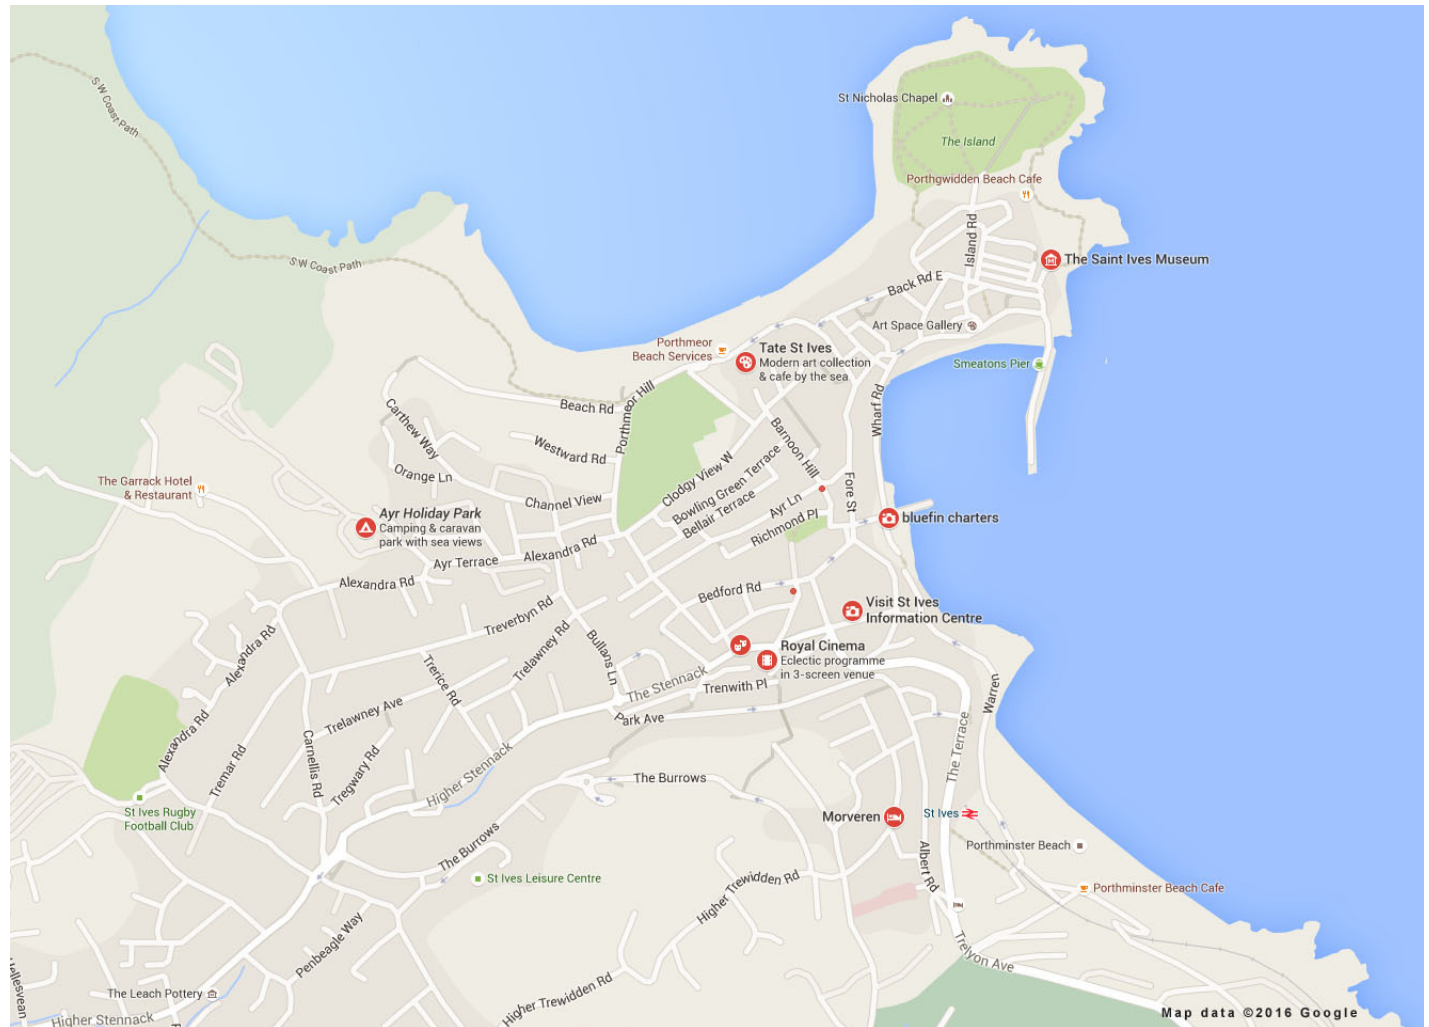 S W Coast Path
St Nicholas Chapel
The Island
Porthgwidden Beach Cafe
Island Rd
The Saint Ives Museum
S W Coast Path
Back Rd E
Art Space Gallery
Porthmeor
Beach Services
Tate St Ives
Modern art collection
& cafe by the sea
Smeatons Pier
Beach Rd
Porthmeor Hill
Wharf Rd
Carthew Way
Westward Rd
Barnoon Hill
Orange Ln
Clodgy View W
Bowling Green Terrace
Fore St
The Garrack Hotel
& Restaurant
Channel View
Bellair Terrace
Ayr Ln
Richmond Pl
Ayr Holiday Park
Camping & caravan
park with sea views
bluefin charters
Alexandra Rd
Ayr Terrace
Alexandra Rd
Bedford Rd
Visit St Ives
Information Centre
Treverbyn Rd
Alexandra Rd
Trelawney Rd
Bullans Ln
Royal Cinema
Eclectic programme
in 3-screen venue
Trerice Rd
The Stennack
Trenwith Pl
Warren
Trelawney Ave
Park Ave
Alexandra Rd
Tremar Rd
Carnellis Rd
Tregwary Rd
Higher Stennack
The Terrace
The Burrows
St Ives Rugby
Football Club
Morveren
St Ives
The Burrows
Porthminster Beach
Albert Rd
St Ives Leisure Centre
Higher Trewidden Rd
Porthminster Beach Cafe
Penbeagle Way
Trelyon Ave
Hellesvean
The Leach Pottery
Higher Trewidden Rd
Higher Stennack
Map data ©2016 Google